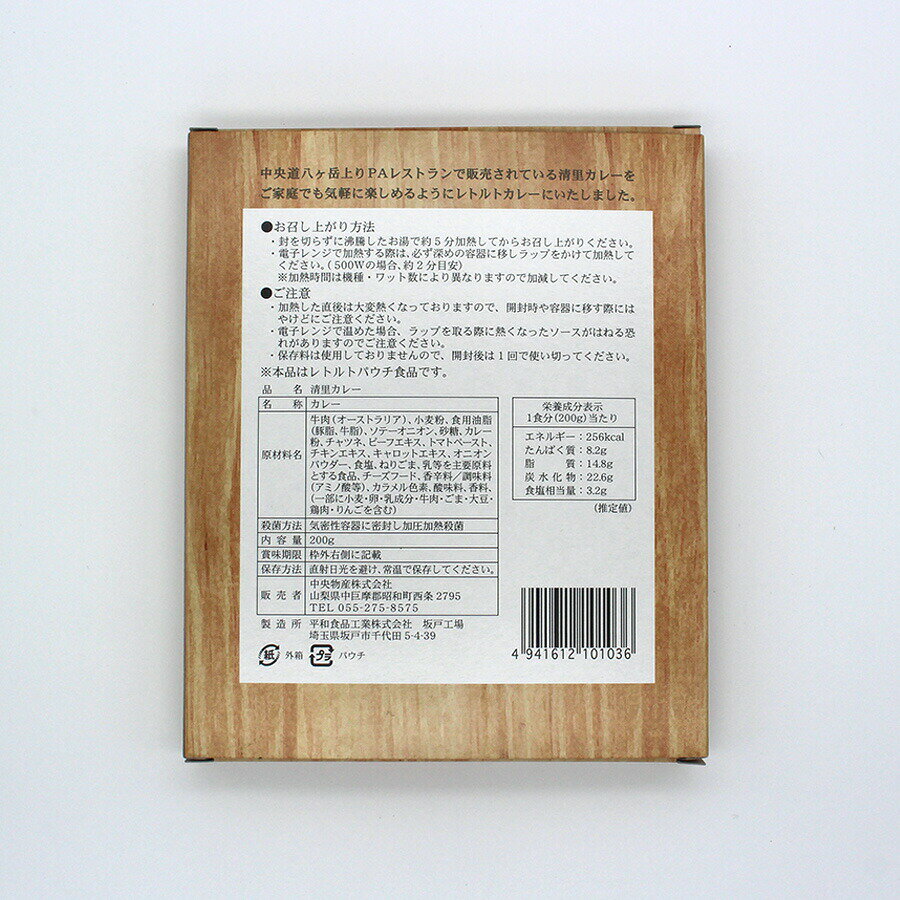 中央道八ヶ岳上りPAレストランで販売されている清里カレーを
ご家庭でも気軽に楽しめるようにレトルトカレーにいたしました。
●お召し上がり方法
・封を切らずに沸騰したお湯で約5分加熱してからお召し上がりください。
・電子レンジで加熱する際は、必ず深めの容器に移しラップをかけて加熱して
ください。(500Wの場合、約2分目安)
※加熱時間は機種・ワット数により異なりますので加減してください。
●ご注意
・加熱した直後は大変熱くなっておりますので、開封時や容器に移す際には
やけどにご注意ください。
・電子レンジで温めた場合、ラップを取る際に熱くなったソースがはねる恐
れがありますのでご注意ください。
・保存料は使用しておりませんので、開封後は1回で使い切ってください。
※本品はレトルトパウチ食品です。
品名 清里カレー
名称 カレー
原材料名
牛肉(オーストラリア)、小麦粉、食用油脂
(豚脂、牛脂)、ソテーオニオン、砂糖、カレー
粉、チャツネ、ビーフエキス、トマトペースト、
チキンエキス、キャロットエキス、オニオン
パウダー、食塩、ねりごま、乳等を主要原料
とする食品、チーズフード、香辛料／調味料
(アミノ酸等)、カラメル色素、酸味料、香料、
(一部に小麦・卵・乳成分・牛肉・ごま・大豆・
鶏肉・りんごを含む)
殺菌方法 気密性容器に密封し加圧加熱殺菌
内容量 200g
賞味期限 枠外右側に記載
保存方法 直射日光を避け、常温で保存してください。
販売者
中央物産株式会社
山梨県中巨摩郡昭和町西条2795
TEL 055-275-8575
製造所 平和食品工業株式会社 坂戸工場
埼玉県坂戸市千代田5-4-39
紙 外箱 プラ パウチ
栄養成分表示
1食分(200g)当たり
エネルギー：256kcal
たんぱく質：8.2g
脂質：14.8g
炭水化物：22.6g
食塩相当量：3.2g
(推定値)
4 941612 101036